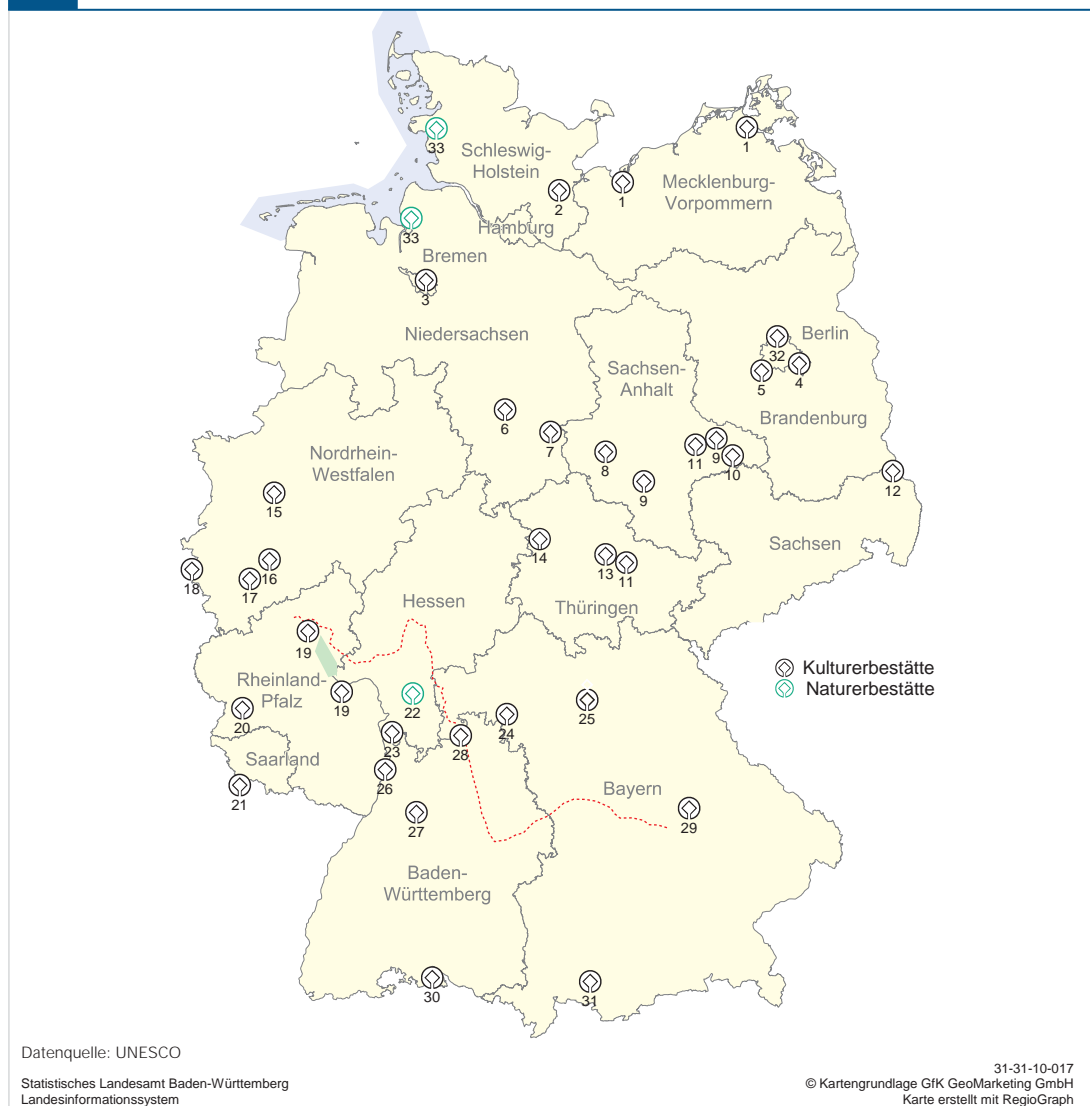 33
Schleswig-
Holstein
1
Mecklenburg-
Vorpommern
2
1
33
Hamburg
Bremen
3
Niedersachsen
Berlin
32
5
4
Sachsen-
Anhalt
Brandenburg
6
7
8
9
11
9
10
12
Nordrhein-
Westfalen
15
14
13
11
Sachsen
18
17
16
Hessen
Thüringen
19
Rheinland-
Pfalz
19
20
22
24
25
Kulturerbestätte
Naturerbestätte
Saarland
21
23
28
26
27
Bayern
29
Baden-
Württemberg
30
31
Datenquelle: UNESCO
Statistisches Landesamt Baden-Württemberg
Landesinformationssystem
31-31-10-017
© Kartengrundlage GfK GeoMarketing GmbH
Karte erstellt mit RegioGraph